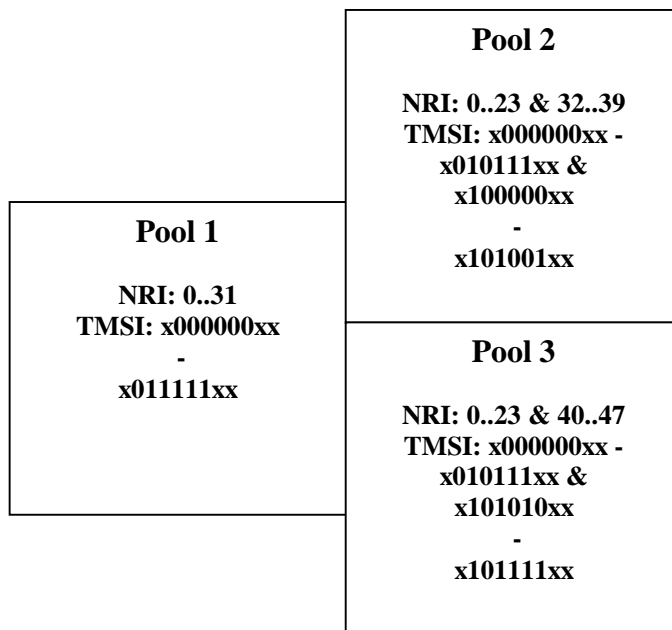 Pool 2
NRI: 0..23 & 32..39
TMSI: x000000xx -
x010111xx &
x100000xx
-
x101001xx
Pool 1
NRI: 0..31
TMSI: x000000xx
-
x011111xx
Pool 3
NRI: 0..23 & 40..47
TMSI: x000000xx -
x010111xx &
x101010xx
-
x101111xx